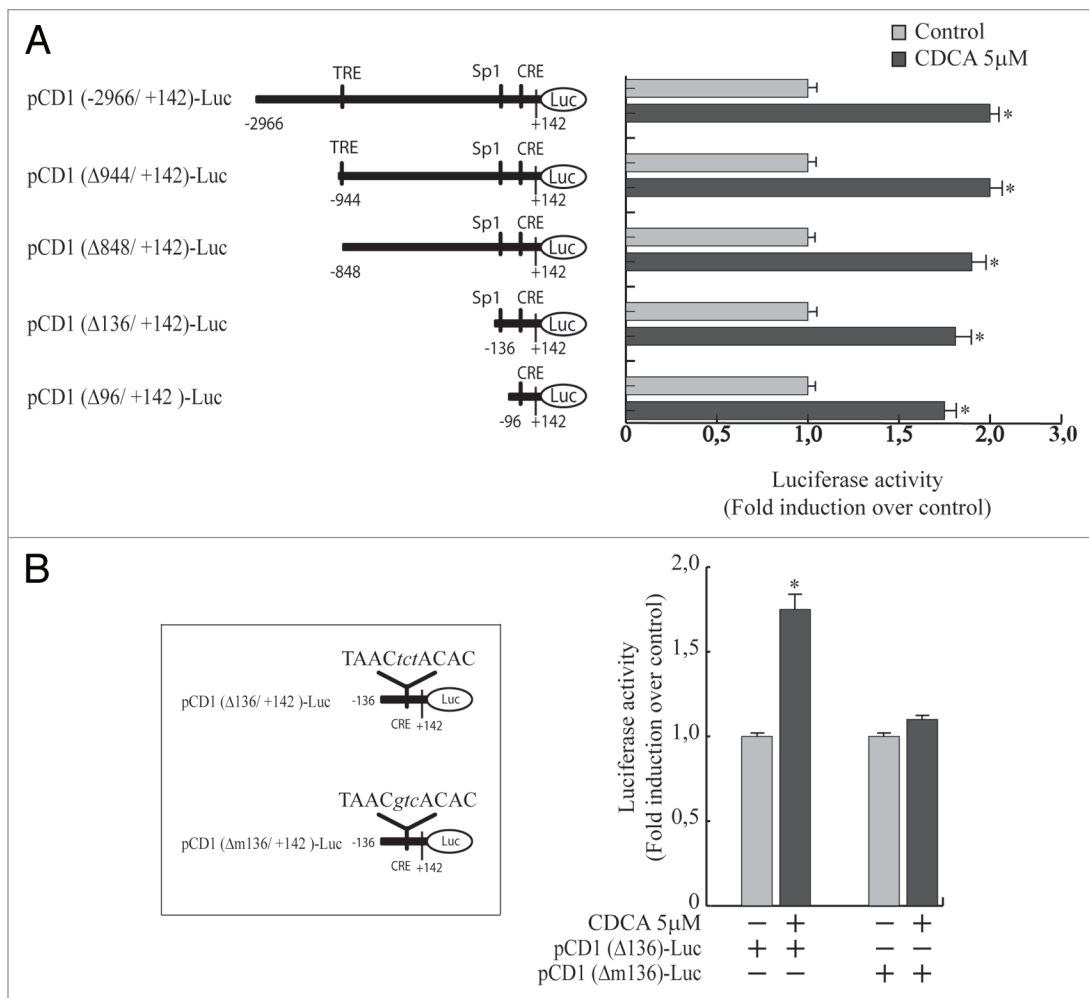 A
Control
CDCA 5μM
pCD1 (-2966/ +142)-Luc
TRE
Sp1
CRE
Luc
-2966
+142
pCD1 (Δ944/ +142)-Luc
TRE
Sp1
CRE
Luc
-944
+142
pCD1 (Δ848/ +142)-Luc
Sp1
CRE
Luc
-848
+142
pCD1 (Δ136/ +142)-Luc
Sp1
CRE
Luc
-136
+142
pCD1 (Δ96/ +142 )-Luc
CRE
Luc
-96
+142
*
*
*
*
*
0 0,5 1,0 1,5 2,0 3,0
Luciferase activity
(Fold induction over control)
B
TAACtctACAC
pCD1 (Δ136/ +142 )-Luc
-136
Luc
CRE
+142
TAACgtcACAC
pCD1 (Δm136/ +142 )-Luc
-136
Luc
CRE
+142
Luciferase activity
(Fold induction over control)
2,0
1,5
1,0
0,5
0
*
CDCA 5μM − + − +
pCD1 (Δ136)-Luc + + − −
pCD1 (Δm136)-Luc − − + +